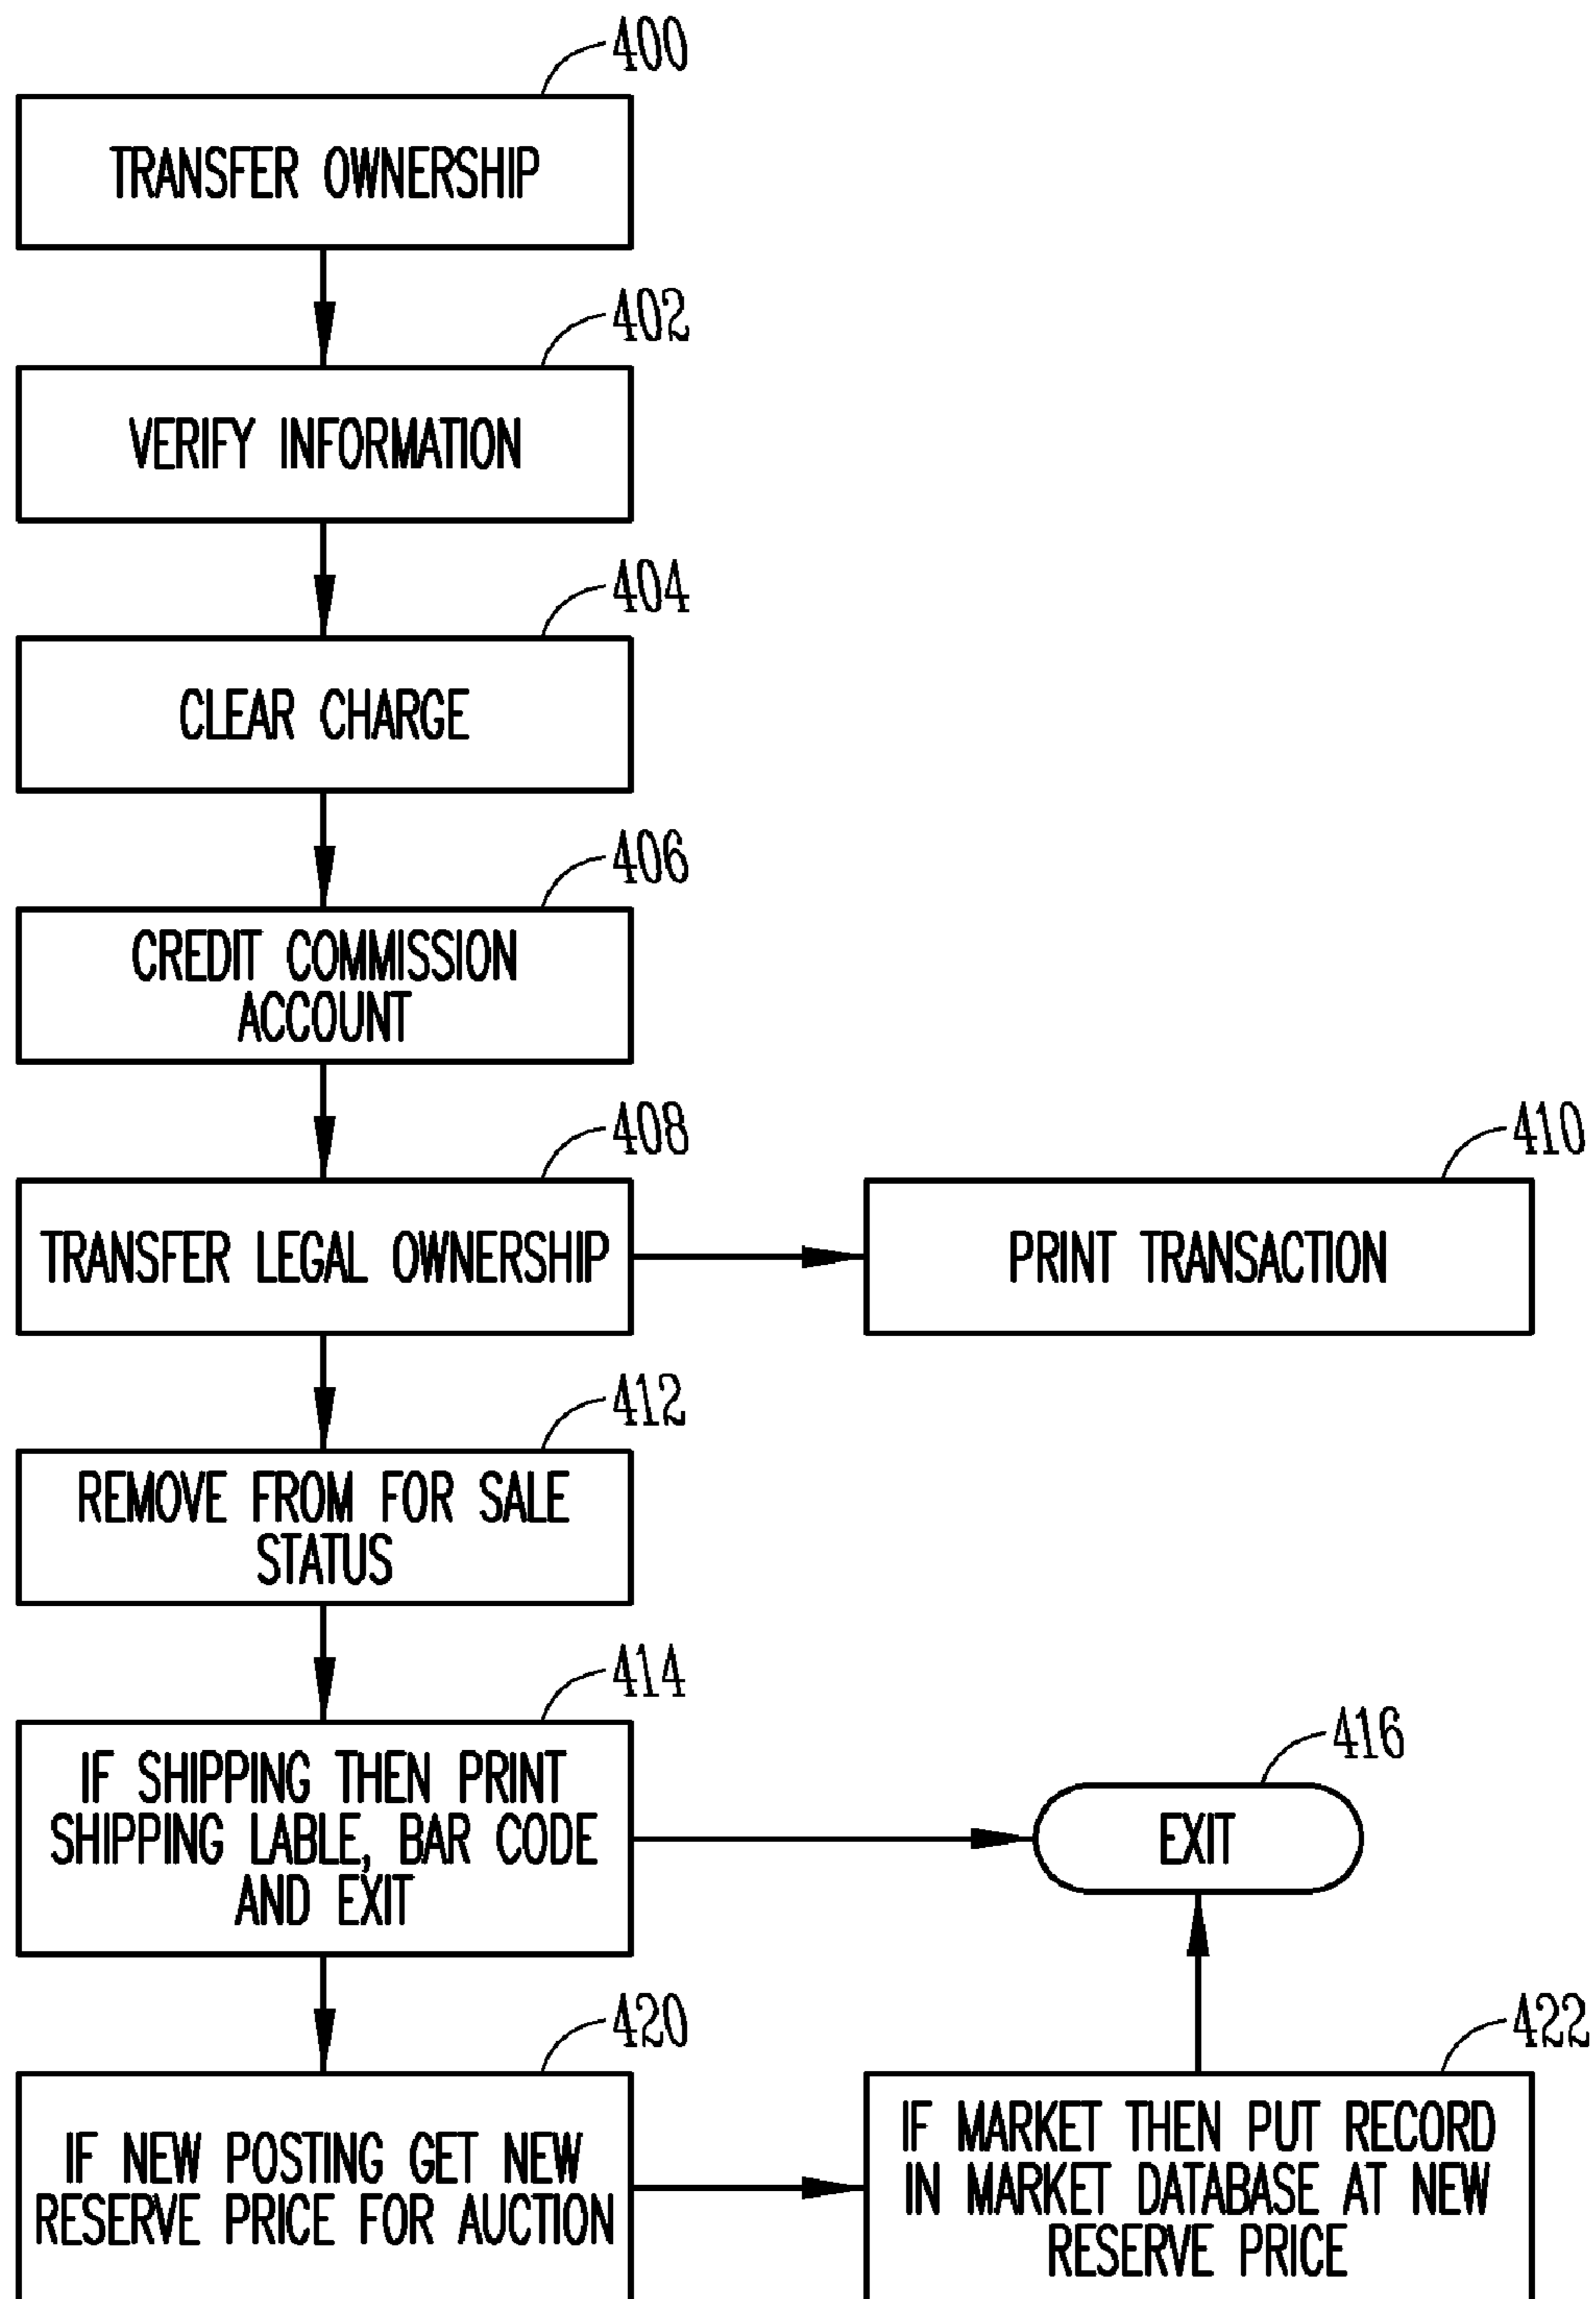 400
TRANSFER OWNERSHIP
402
VERIFY INFORMATION
404
CLEAR CHARGE
406
CREDIT COMMISSION
ACCOUNT
408
TRANSFER LEGAL OWNERSHIP
410
PRINT TRANSACTION
412
REMOVE FROM FOR SALE
STATUS
414
IF SHIPPING THEN PRINT
SHIPPING LABLE, BAR CODE
AND EXIT
416
EXIT
420
IF NEW POSTING GET NEW
RESERVE PRICE FOR AUCTION
422
IF MARKET THEN PUT RECORD
IN MARKET DATABASE AT NEW
RESERVE PRICE